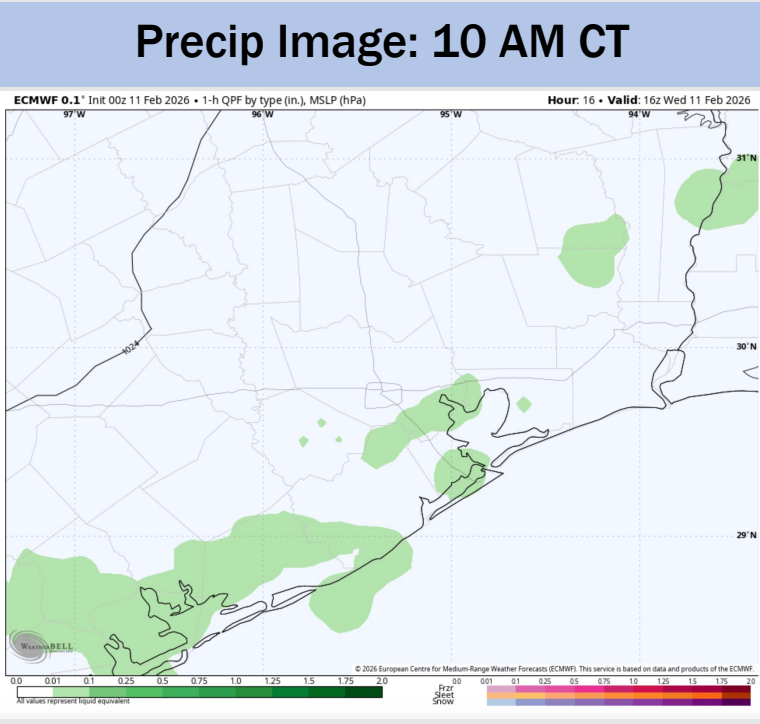 Precip Image: 10 AM CT
ECMWF 0.1° Init 00z 11 Feb 2026 • 1-h QPF by type (in.), MSLP (hPa) Hour: 16 • Valid: 16z Wed 11 Feb 2026
97°W 96°W 95°W 94°W
31°N
1024
30°N
29°N
WEATHERBELL
© 2026 European Centre for Medium-Range Weather Forecasts (ECMWF). This service is based on data and products of the ECMWF.
0.0 0.01 0.1 0.25 0.5 0.75 1.0 1.25 1.5 1.75 2.0 0.0 0.01 0.1 0.25 0.5 0.75 1.0 1.25 1.5 1.75 2.0
Frzr
Sleet
Snow
All values represent liquid equivalent